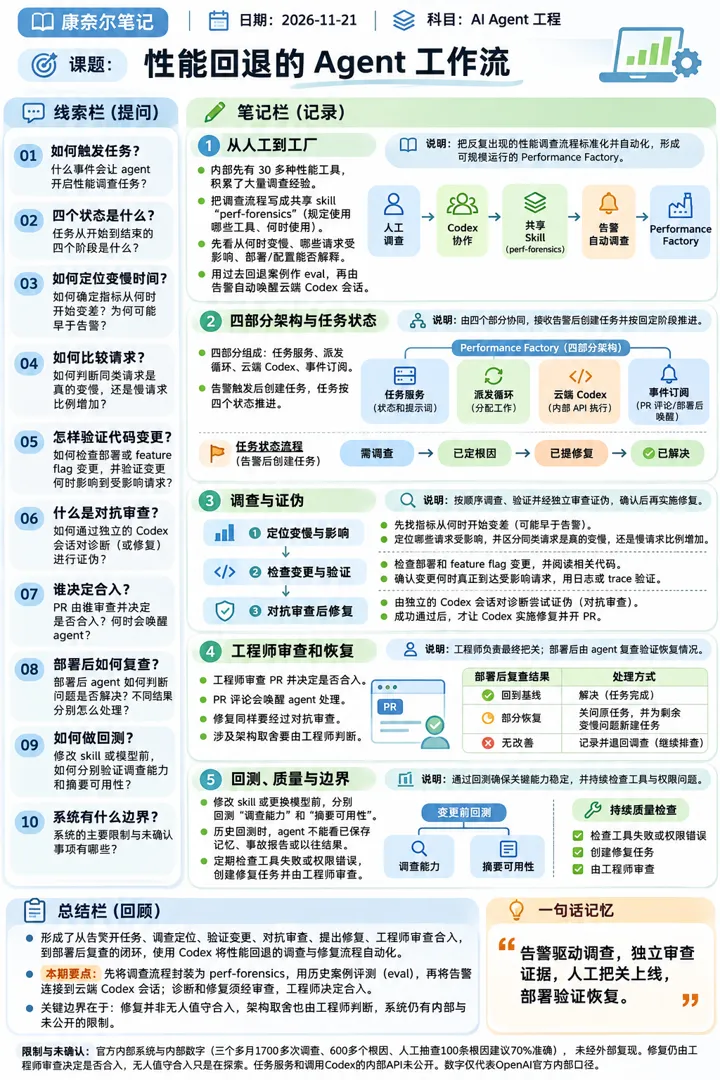 康奈尔笔记
日期：2026-11-21
科目：AI Agent 工程
课题：
性能回退的 Agent 工作流
线索栏 (提问)
01
如何触发任务？
什么事件会让 agent
开启性能调查任务？
02
四个状态是什么？
任务从开始到结束的
四个阶段是什么？
03
如何定位变慢时间？
如何确定指标从何时
开始变差？为何可能
早于告警？
04
如何比较请求？
如何判断同类请求是
真的变慢，还是慢请求
比例增加？
05
怎样验证代码变更？
如何检查部署或 feature
flag 变更，并验证变更
何时影响到受影响请求？
06
什么是对抗审查？
如何通过独立的 Codex
会话对诊断（或修复）
进行证伪？
07
谁决定合入？
PR 由谁审查并决定
是否合入？何时会唤醒
agent？
08
部署后如何复查？
部署后 agent 如何判断
问题是否解决？不同结果
分别怎么处理？
09
如何做回测？
修改 skill 或模型前，
如何分别验证调查能力
和摘要可用性？
10
系统有什么边界？
系统的主要限制与未确认
事项有哪些？
笔记栏（记录）
1 从人工到工厂
说明：把反复出现的性能调查流程标准化并自动化，形成
可规模运行的 Performance Factory。
内部先有 30 多种性能工具，
积累了大量调查经验。
把调查流程写成共享 skill
“perf-forensics”（规定使用
哪些工具、何时使用）。
先看从何时变慢、哪些请求受
影响、部署/配置能否解释。
用过去回退案例作 eval，再由
告警自动唤醒云端 Codex 会话。
人工
调查
Codex
协作
共享
Skill
(perf-forensics)
告警
自动调查
Performance
Factory
2 四部分架构与任务状态
说明：由四个部分协同，接收告警后创建任务并按回定阶段推进。
四部分组成：任务服务、派发
循环、云端 Codex、事件订阅。
告警触发后创建任务，任务按
四个状态推进。
Performance Factory（四部分架构）
任务服务
(状态和提示词)
派发循环
(分配工作)
云端 Codex
(内部 API 执行)
事件订阅
(PR 评论/部署后
唤醒)
任务状态流程
(告警后创建任务)
需调查
已定根因
已提修复
已解决
3 调查与证伪
说明：按顺序调查、验证并经独立审查证伪，确认后再实施修复。
1 定位变慢与影响
2 检查变更与验证
3 对抗审查后修复
先找指标从何时开始变差（可能早于告警）。
定位哪些请求受影响，并区分同类请求是真的变慢，还是慢请求比例增加。
检查部署和 feature flag 变更，并阅读相关代码。
确认变更何时真正到达受影响请求，用日志或 trace 验证。
由独立的 Codex 会话对诊断尝试证伪（对抗审查）。
成功通过后，才让 Codex 实施修复并开 PR。
4 工程师审查和恢复
说明：工程师负责最终把关；部署后由 agent 复查验证恢复情况。
工程师审查 PR 并决定是否合入。
PR 评论会唤醒 agent 处理。
修复同样要经过对抗审查。
涉及架构取舍要由工程师判断。
PR
部署后复查结果 处理方式
回到基线 解决（任务完成）
部分恢复 关问原任务，并为剩余
变慢问题新建任务
无改善 记录并退回调查（继续排查）
5 回测、质量与边界
说明：通过回测确保关键能力稳定，并持续检查工具与权限问题。
修改 skill 或更换模型前，分别
回测“调查能力”和“摘要可用性”。
历史回测时，agent 不能看已保存
记忆、事故报告或以往结果。
定期检查工具失败或权限错误，
创建修复任务并由工程师审查。
变更前回测
调查能力
摘要可用性
持续质量检查
检查工具失败或权限错误
创建修复任务
由工程师审查
总结栏（回顾）
形成了从告警开任务、调查定位、验证变更、对抗审查、提出修复、工程师审查合入，
到部署后复查的闭环，使用 Codex 将性能回退的调查与修复流程自动化。
本期要点：先将调查流程封装为 perf-forensics，用历史案例评测（eval），再将告警
连接到云端 Codex 会话；诊断和修复须经审查，工程师决定合入。
关键边界在于：修复并非无人值守合入，架构取舍也由工程师判断，系统仍有内部与
未公开的限制。
一句话记忆
“告警驱动调查，独立审查
证据，人工把关上线，
部署验证恢复。”
限制与未确认：官方内部系统与内部数字（三个多月1700多次调查、600多个根因、人工抽查100条根因建议70%准确），未经外部复现。修复仍由工
程师审查决定是否合入，无人值守合入只是在探索。任务服务和调用Codex的内部API未公开。数字仅代表OpenAI官方内部口径。